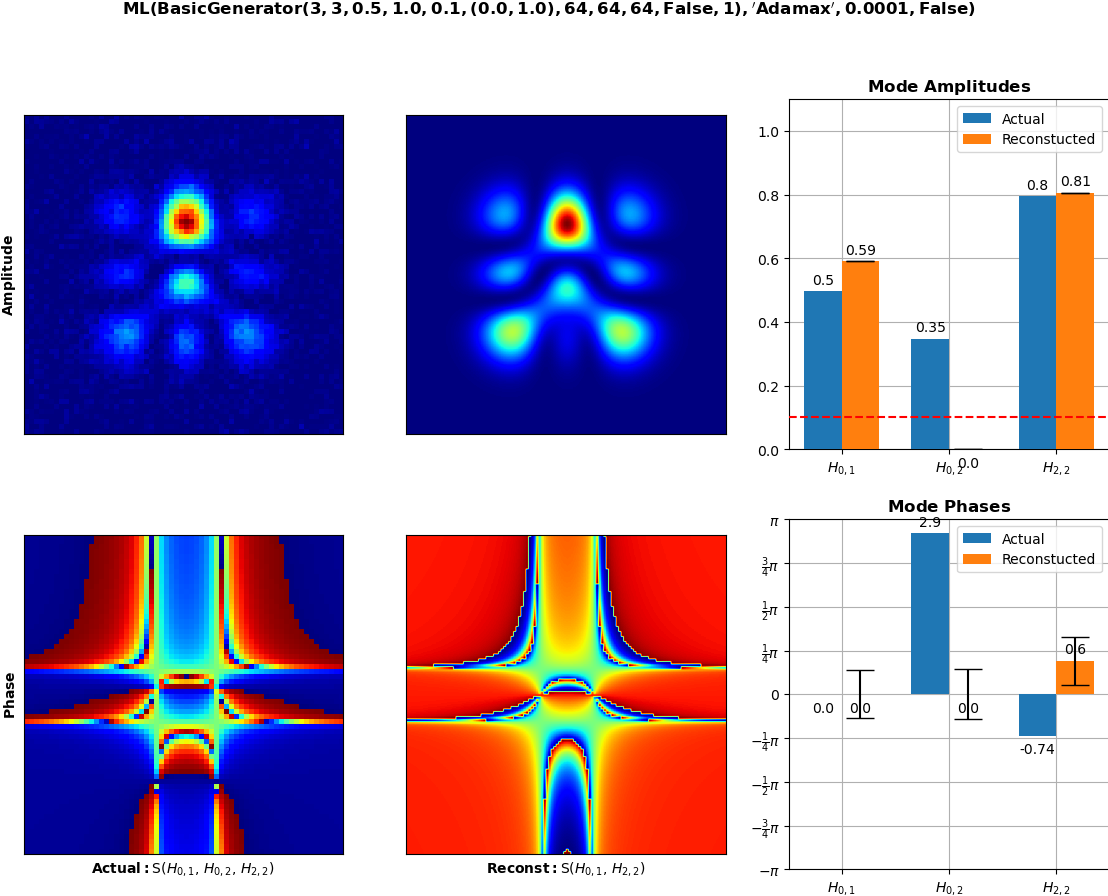 ML(BasicGenerator(3, 3, 0.5, 1.0, 0.1, (0.0, 1.0), 64, 64, 64, False, 1), ′Adamax′, 0.0001, False)
Amplitude
Mode Amplitudes
Actual
Reconstucted
1.0
0.8
0.6
0.4
0.2
0.0
0.5
0.59
0.35
0.0
0.8
0.81
H0,1
H0,2
H2,2
Phase
Actual: S(H0,1, H0,2, H2,2)
Reconst: S(H0,1, H2,2)
Mode Phases
Actual
Reconstucted
π
3/4π
1/2π
1/4π
0
−1/4π
−1/2π
−3/4π
−π
0.0
0.0
2.9
0.0
-0.74
0.6
H0,1
H0,2
H2,2